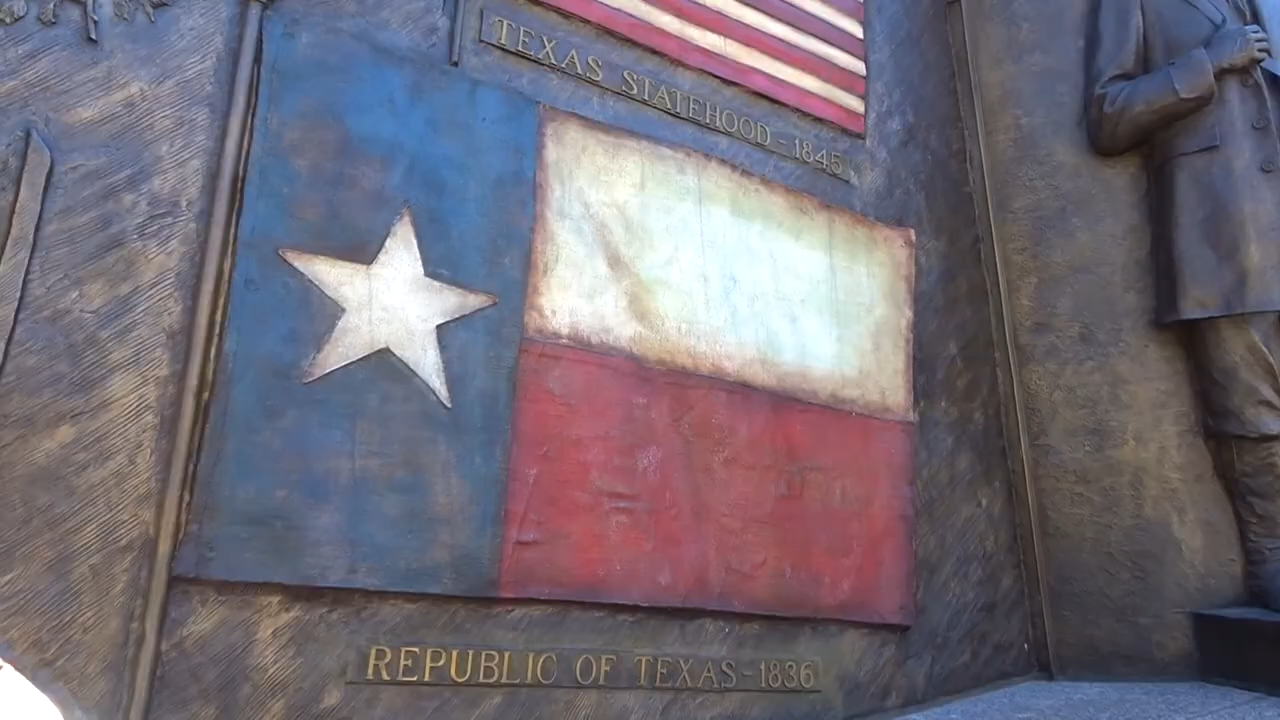 TEXAS STATEHOOD - 1845
REPUBLIC OF TEXAS - 1836